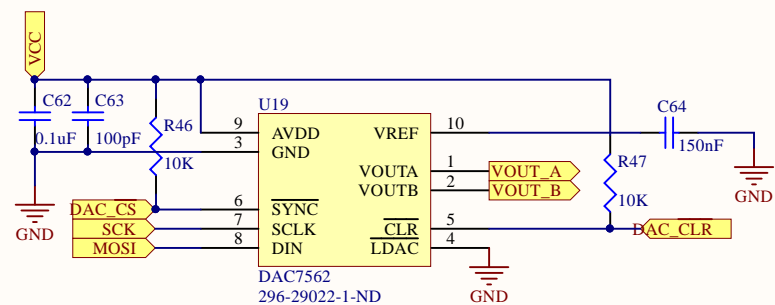 VCC
C62
0.1uF
C63
100pF
R46
10K
U19
9
AVDD
3
GND
VREF
10
VOUTA
1
VOUT_A
VOUTB
2
VOUT_B
6
SYNC
7
SCLK
8
DIN
CLR
5
LDAC
4
DAC_CS
SCK
MOSI
DAC7562
296-29022-1-ND
C64
150nF
R47
10K
DAC_CLR
GND
GND
GND